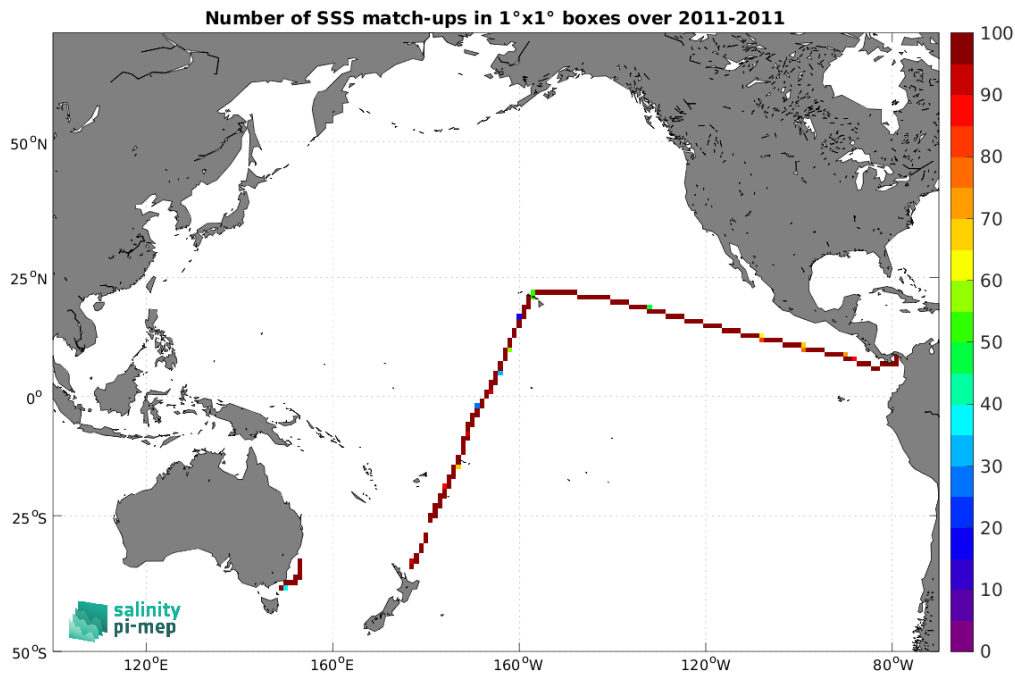 Number of SSS match-ups in 1°x1° boxes over 2011-2011
50°N
25°N
0°
25°S
50°S
120°E
160°E
160°W
120°W
80°W
100
90
80
70
60
50
40
30
20
10
0
salinity
pi-mep